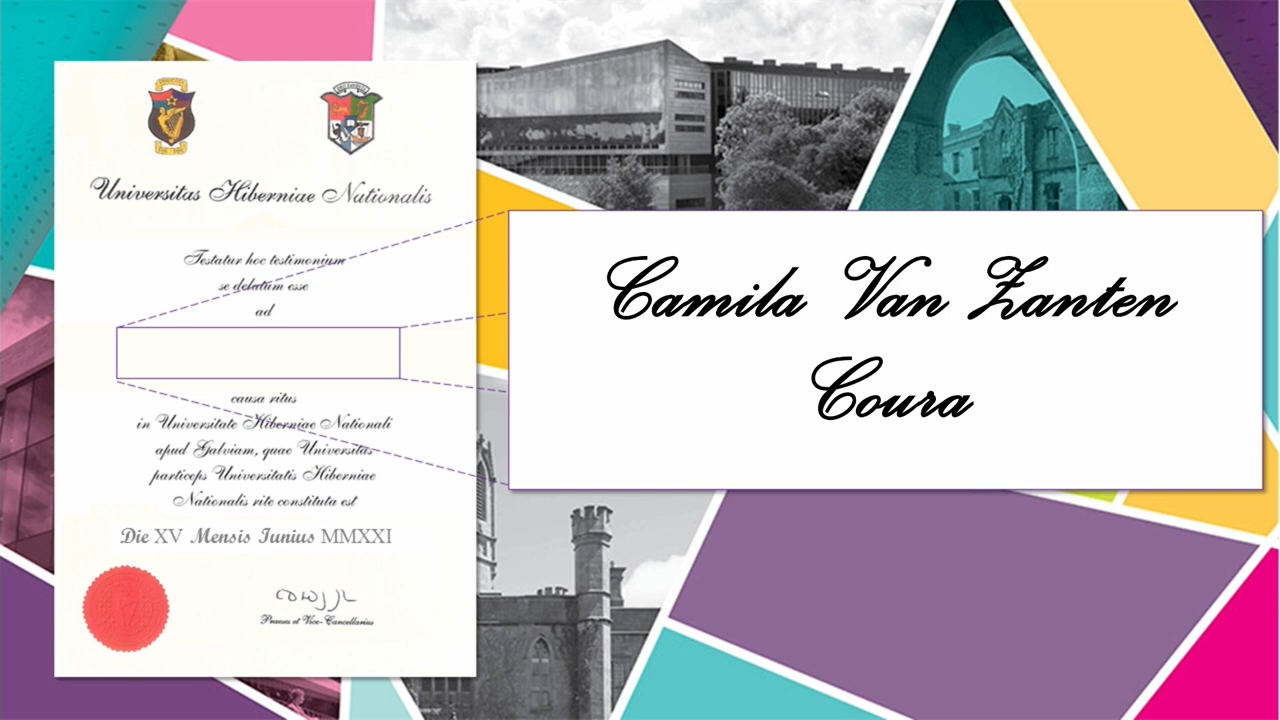 Universitas Hiberniae Nationalis
Testatur hoc testimonium
se delatum esse
ad
causa ritus
in Universitate Hiberniae Nationali
apud Galviam, quae Universitas
particeps Universitatis Hiberniae
Nationalis rite constituta est
Die XV Mensis Iunius MMXXI
Praeses et Vice-Cancellarius
Camila Van Zanten
Coura